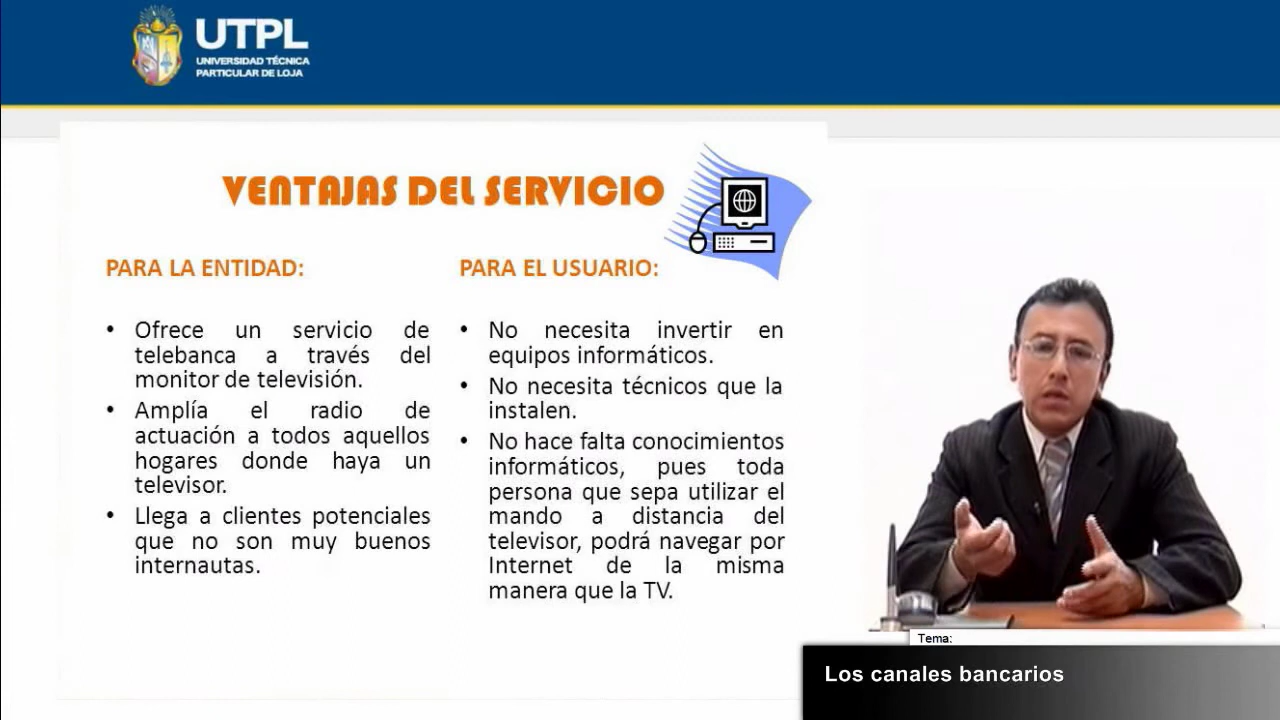 UTPL
UNIVERSIDAD TÉCNICA
PARTICULAR DE LOJA
VENTAJAS DEL SERVICIO
PARA LA ENTIDAD:
• Ofrece un servicio de
telebanca a través del
monitor de televisión.
• Amplía el radio de
actuación a todos aquellos
hogares donde haya un
televisor.
• Llega a clientes potenciales
que no son muy buenos
internautas.
PARA EL USUARIO:
• No necesita invertir en
equipos informáticos.
• No necesita técnicos que la
instalen.
• No hace falta conocimientos
informáticos, pues toda
persona que sepa utilizar el
mando a distancia del
televisor, podrá navegar por
Internet de la misma
manera que la TV.
Tema:
Los canales bancarios